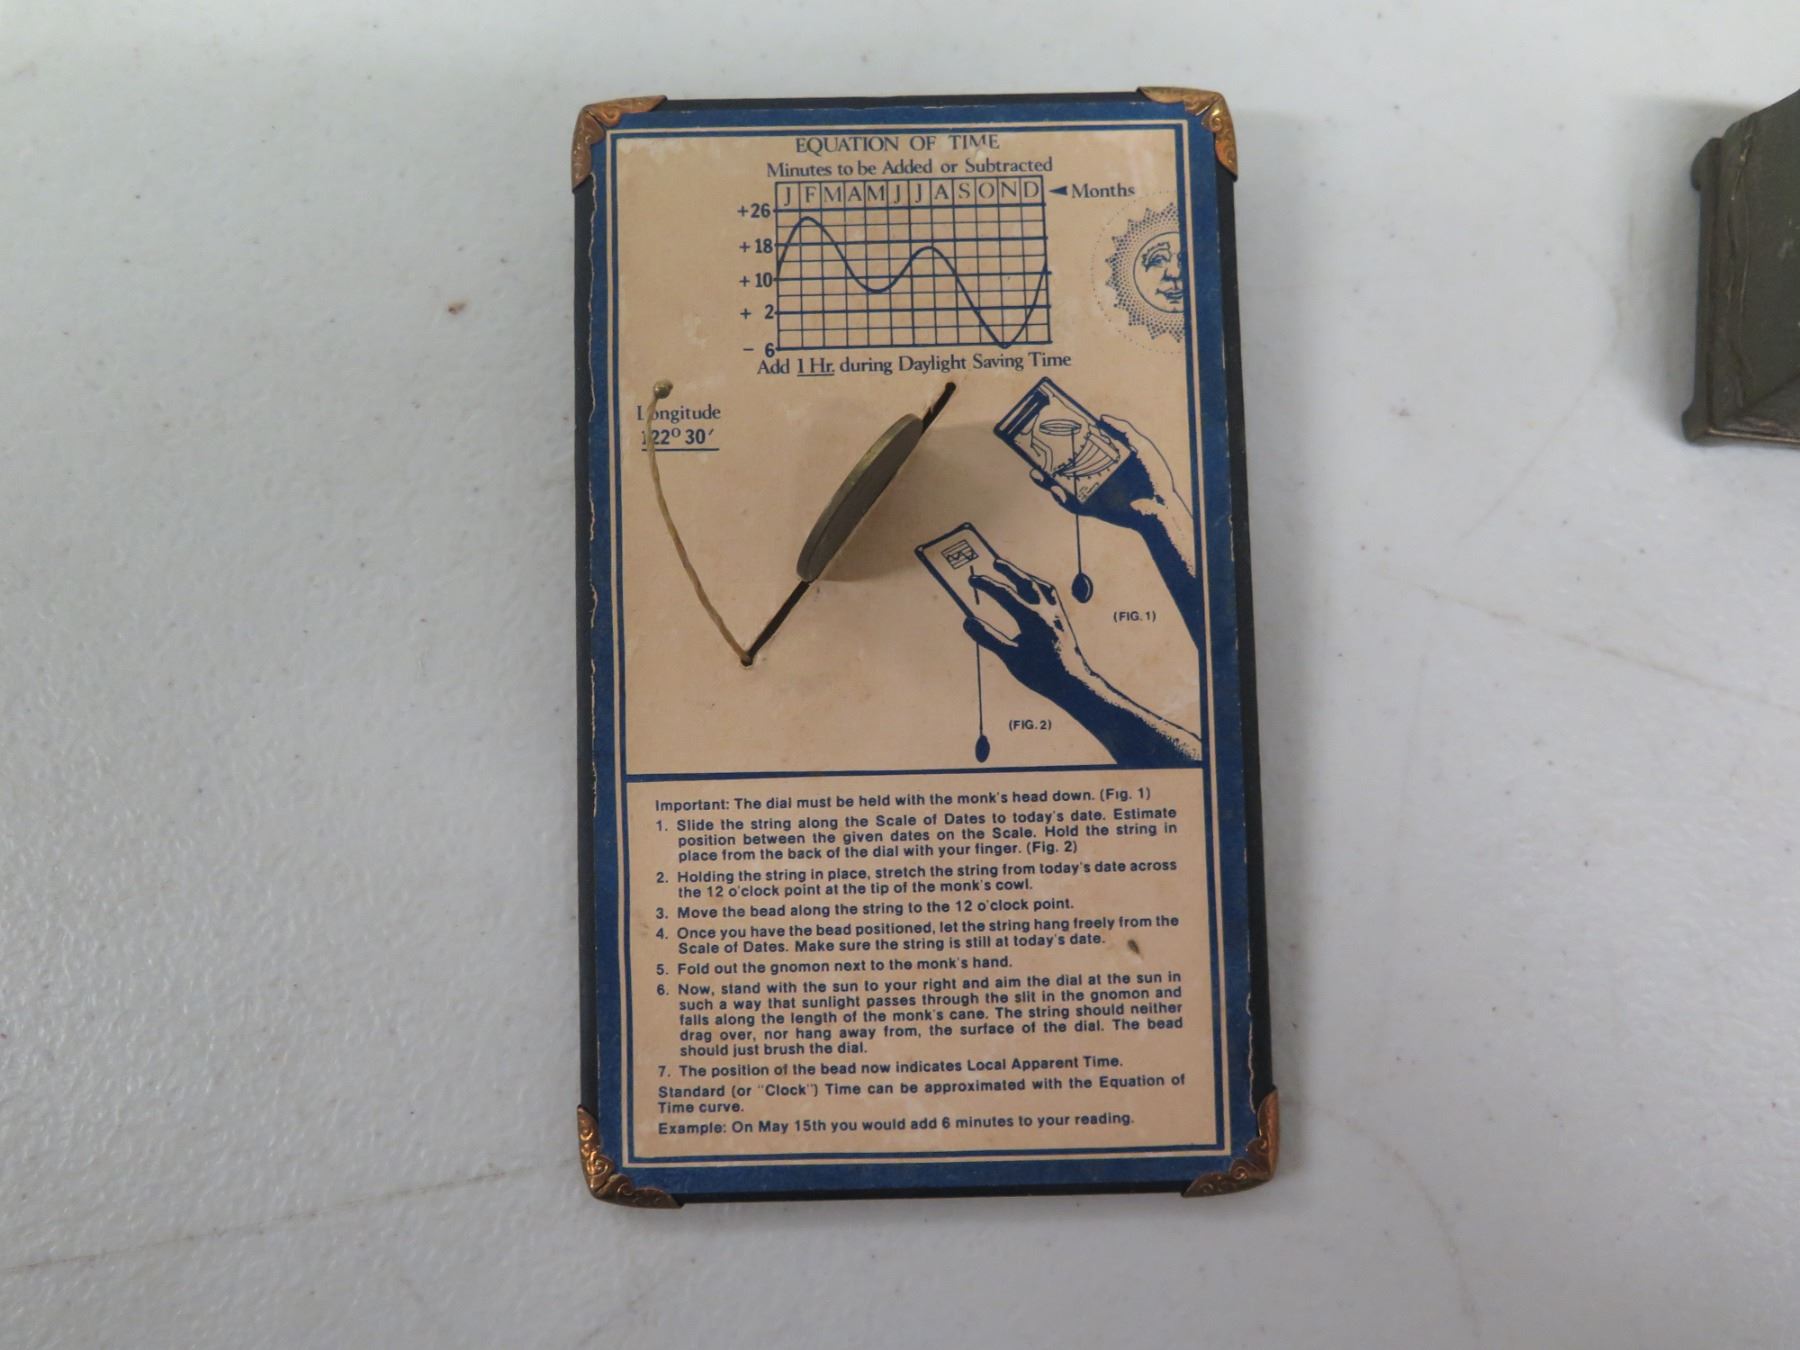 EQUATION OF TIME
Minutes to be Added or Subtracted
J F M A M J J A S O N D ◄ Months
+26
+18
+10
+ 2
- 6
Add 1 Hr. during Daylight Saving Time
Longitude
122° 30′
(FIG. 1)
(FIG. 2)
Important: The dial must be held with the monk's head down. (Fig. 1)
1. Slide the string along the Scale of Dates to today's date. Estimate
position between the given dates on the Scale. Hold the string in
place from the back of the dial with your finger. (Fig. 2)
2. Holding the string in place, stretch the string from today's date across
the 12 o'clock point at the tip of the monk's cowl.
3. Move the bead along the string to the 12 o'clock point.
4. Once you have the bead positioned, let the string hang freely from the
Scale of Dates. Make sure the string is still at today's date.
5. Fold out the gnomon next to the monk's hand.
6. Now, stand with the sun to your right and aim the dial at the sun in
such a way that sunlight passes through the slit in the gnomon and
falls along the length of the monk's cane. The string should neither
drag over, nor hang away from, the surface of the dial. The bead
should just brush the dial.
7. The position of the bead now indicates Local Apparent Time.
Standard (or "Clock") Time can be approximated with the Equation of
Time curve.
Example: On May 15th you would add 6 minutes to your reading.